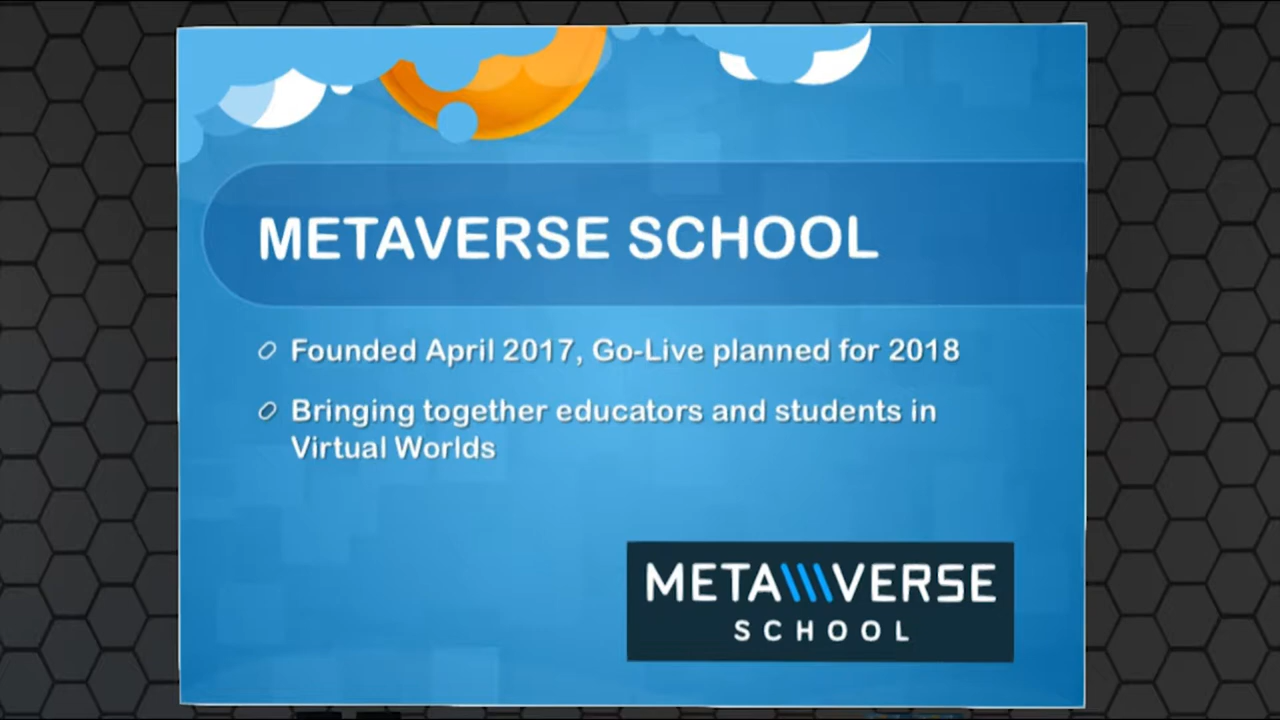 METAVERSE SCHOOL
Founded April 2017, Go-Live planned for 2018
Bringing together educators and students in
Virtual Worlds
META\\\VERSE
SCHOOL